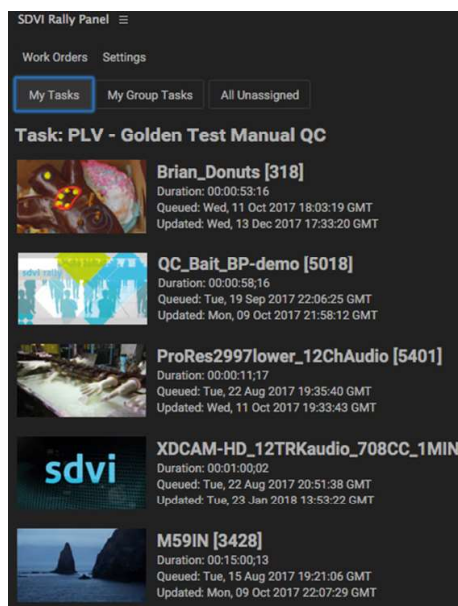 SDVI Rally Panel
Work Orders Settings
My Tasks My Group Tasks All Unassigned
Task: PLV - Golden Test Manual QC
Brian_Donuts [318]
Duration: 00:00:53:16
Queued: Wed, 11 Oct 2017 18:03:19 GMT
Updated: Wed, 13 Dec 2017 17:33:20 GMT
sdvi rally
QC_Bait_BP-demo [5018]
Duration: 00:00:58;16
Queued: Tue, 19 Sep 2017 22:06:25 GMT
Updated: Mon, 09 Oct 2017 21:58:12 GMT
ProRes2997lower_12ChAudio [5401]
Duration: 00:00:11;17
Queued: Tue, 22 Aug 2017 19:35:40 GMT
Updated: Wed, 11 Oct 2017 19:33:43 GMT
sdvi
XDCAM-HD_12TRKaudio_708CC_1MIN
Duration: 00:01:00;02
Queued: Tue, 22 Aug 2017 20:51:38 GMT
Updated: Tue, 23 Jan 2018 13:53:22 GMT
M59IN [3428]
Duration: 00:15:00;13
Queued: Tue, 15 Aug 2017 19:21:06 GMT
Updated: Mon, 09 Oct 2017 22:07:29 GMT